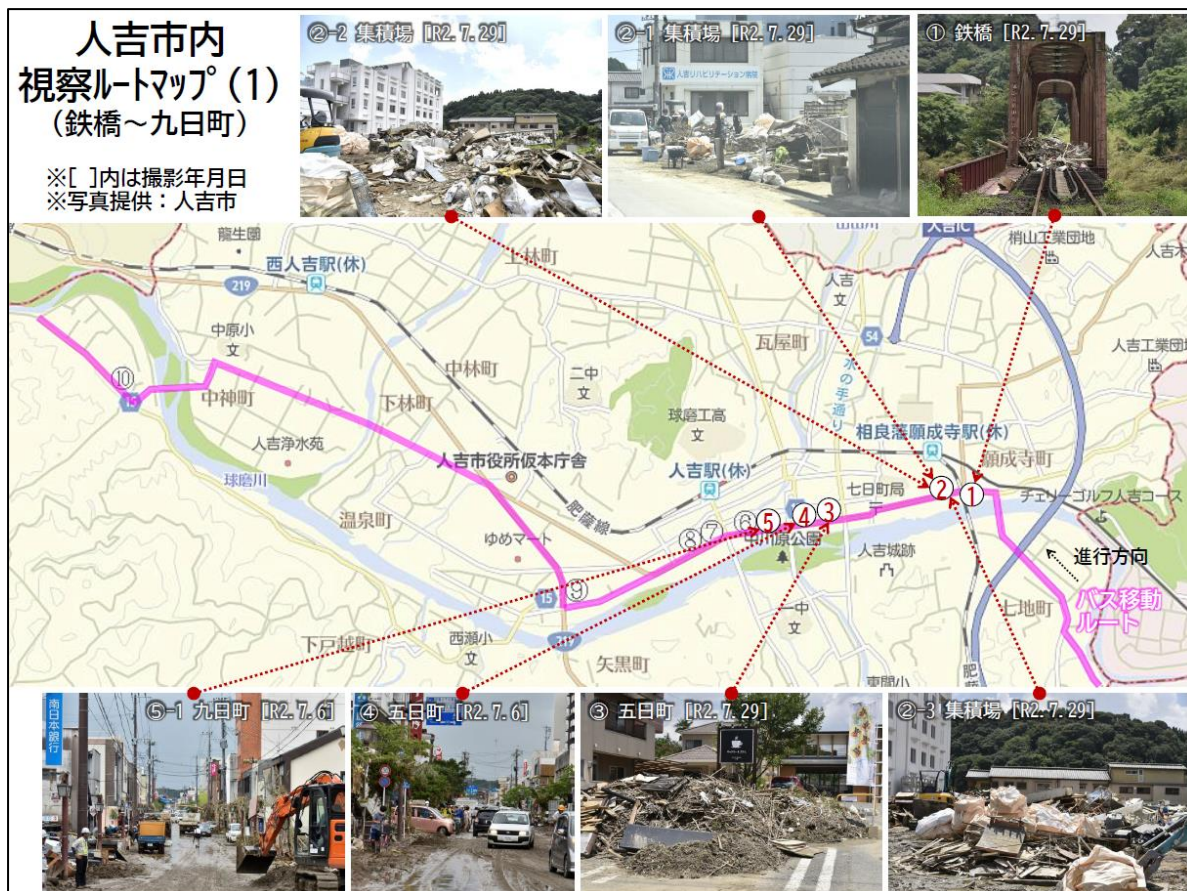 人吉市内
視察ﾙｰﾄﾏｯﾌﾟ(1)
(鉄橋～九日町)
※[ ]内は撮影年月日
※写真提供：人吉市
②-2 集積場 [R2.7.29]
②-1 集積場 [R2.7.29]
人吉リハビリテーション病院
① 鉄橋 [R2.7.29]
龍生園
西人吉駅(休)
219
土林町
人吉IC
梢山工業団地
人吉
文
54
瓦屋町
水の手通り
人吉工業団地
中原小
文
⑩
15
中神町
中林町
下林町
二中
文
球磨工高
文
相良藩願成寺駅(休)
願成寺町
人吉浄水苑
人吉市役所仮本庁舎
人吉駅(休)
②
①
チェリーゴルフ人吉コース
球磨川
肥薩線
七日町局
温泉町
⑧
⑦
⑥
⑤
④
③
中川原公園
人吉城跡
ゆめマート
進行方向
バス移動
ルート
七地町
15
⑨
219
下戸越町
西瀬小
文
矢黒町
一中
文
東間小
⑤-1 九日町 [R2.7.6]
南日本銀行
④ 五日町 [R2.7.6]
③ 五日町 [R2.7.29]
②-3 集積場 [R2.7.29]